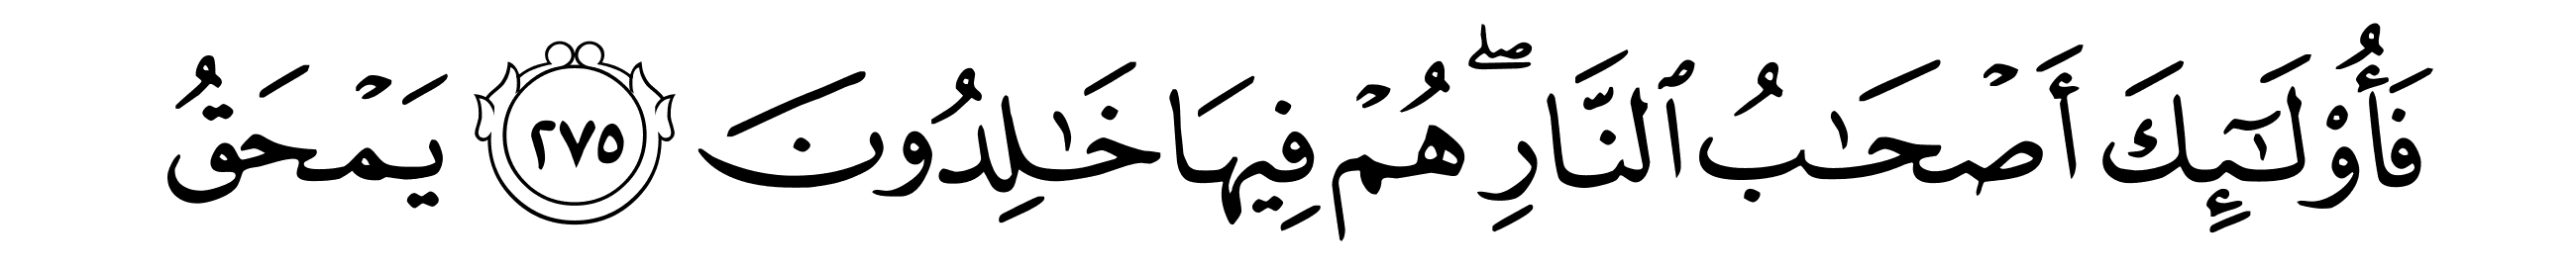 فَأُو۟لَـٰٓئِكَ أَصْحَـٰبُ ٱلنَّارِ ۖ هُمْ فِيهَا خَـٰلِدُونَ ٢٧٥ يَمْحَقُ